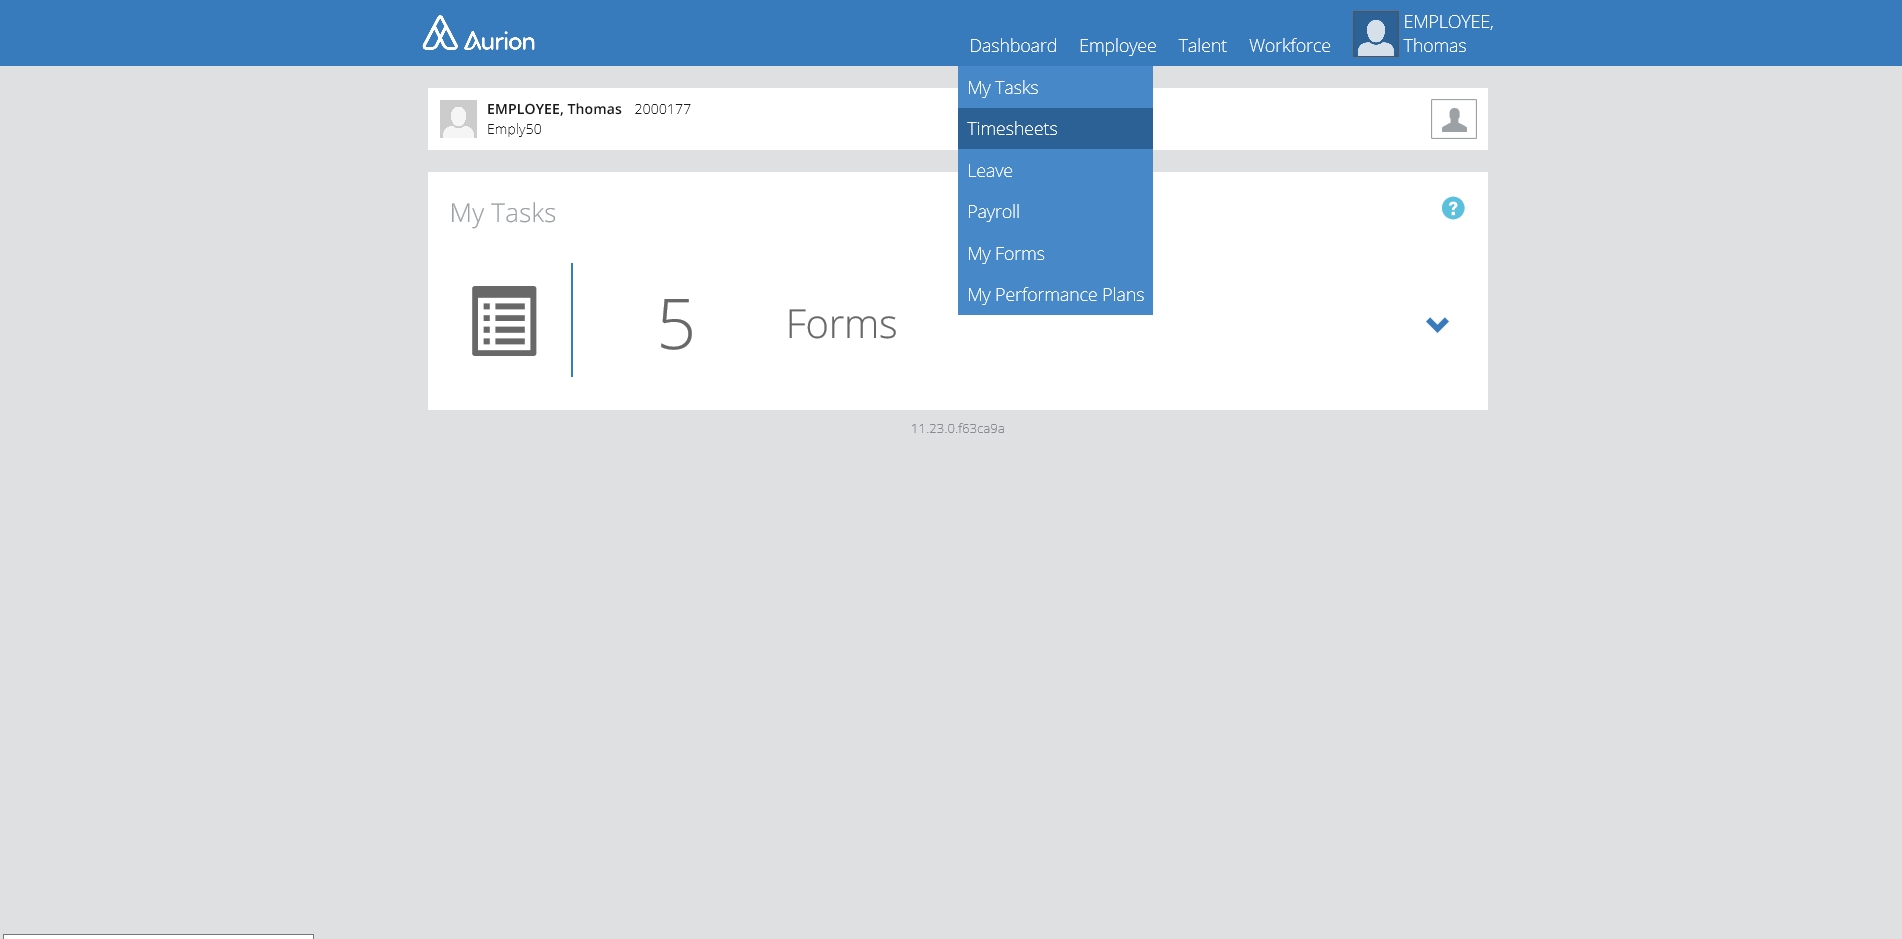 Aurion
Dashboard Employee Talent Workforce
EMPLOYEE,
Thomas
My Tasks
Timesheets
Leave
Payroll
My Forms
My Performance Plans
EMPLOYEE, Thomas 2000177
Emply50
My Tasks
?
5 Forms
11.23.0.f63ca9a